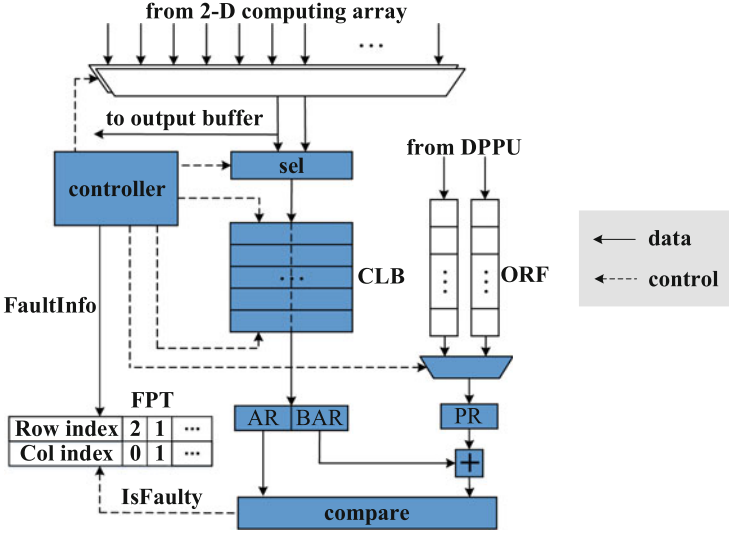 from 2-D computing array
...
to output buffer
from DPPU
sel
controller
data
...
CLB
ORF
control
FaultInfo
FPT
AR BAR
PR
Row index 2 1 ...
Col index 0 1 ...
+
IsFaulty
compare